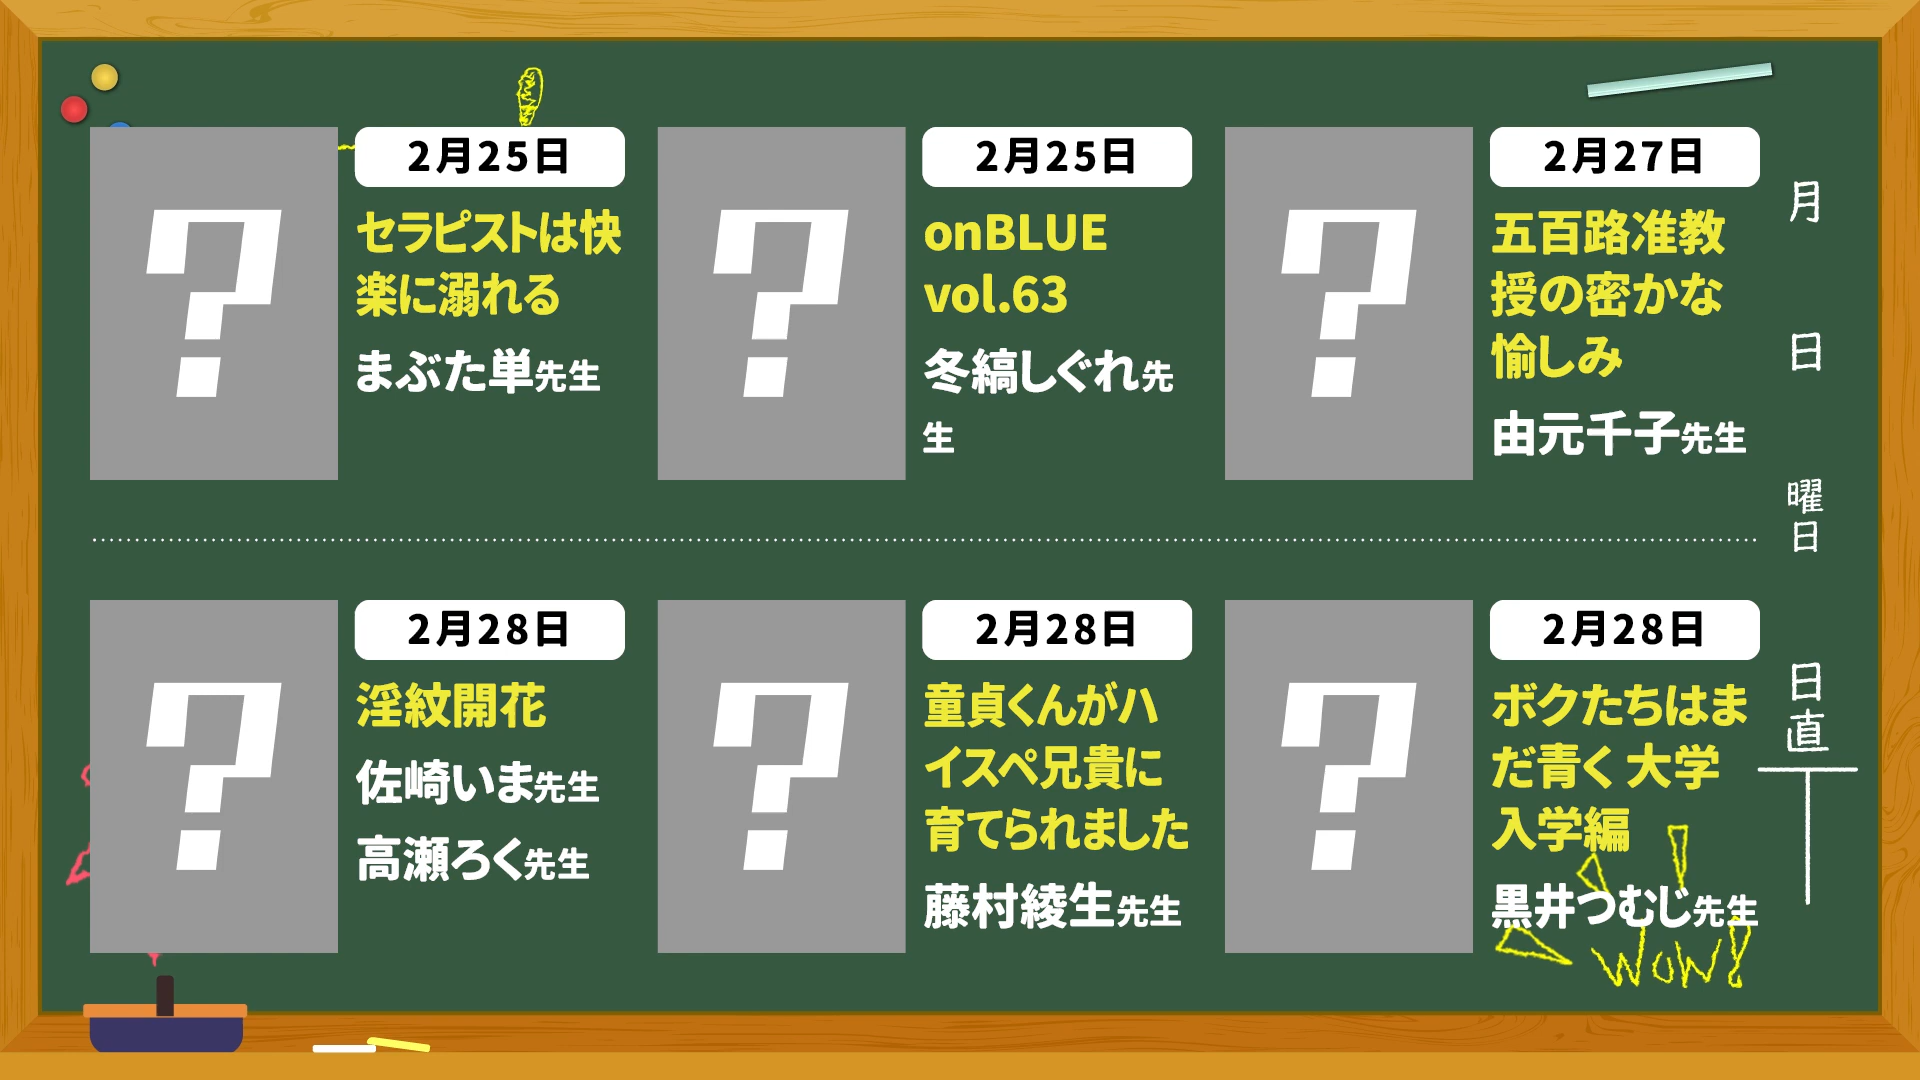 2月25日
セラピストは快
楽に溺れる
まぶた単先生
2月25日
onBLUE
vol.63
冬縞しぐれ先
生
2月27日
五百路准教
授の密かな
愉しみ
由元千子先生
2月28日
淫紋開花
佐崎いま先生
高瀬ろく先生
2月28日
童貞くんがハ
イスペ兄貴に
育てられました
藤村綾生先生
2月28日
ボクたちはま
だ青く 大学
入学編
黒井つむじ先生
WOW!
月
日
曜日
日直